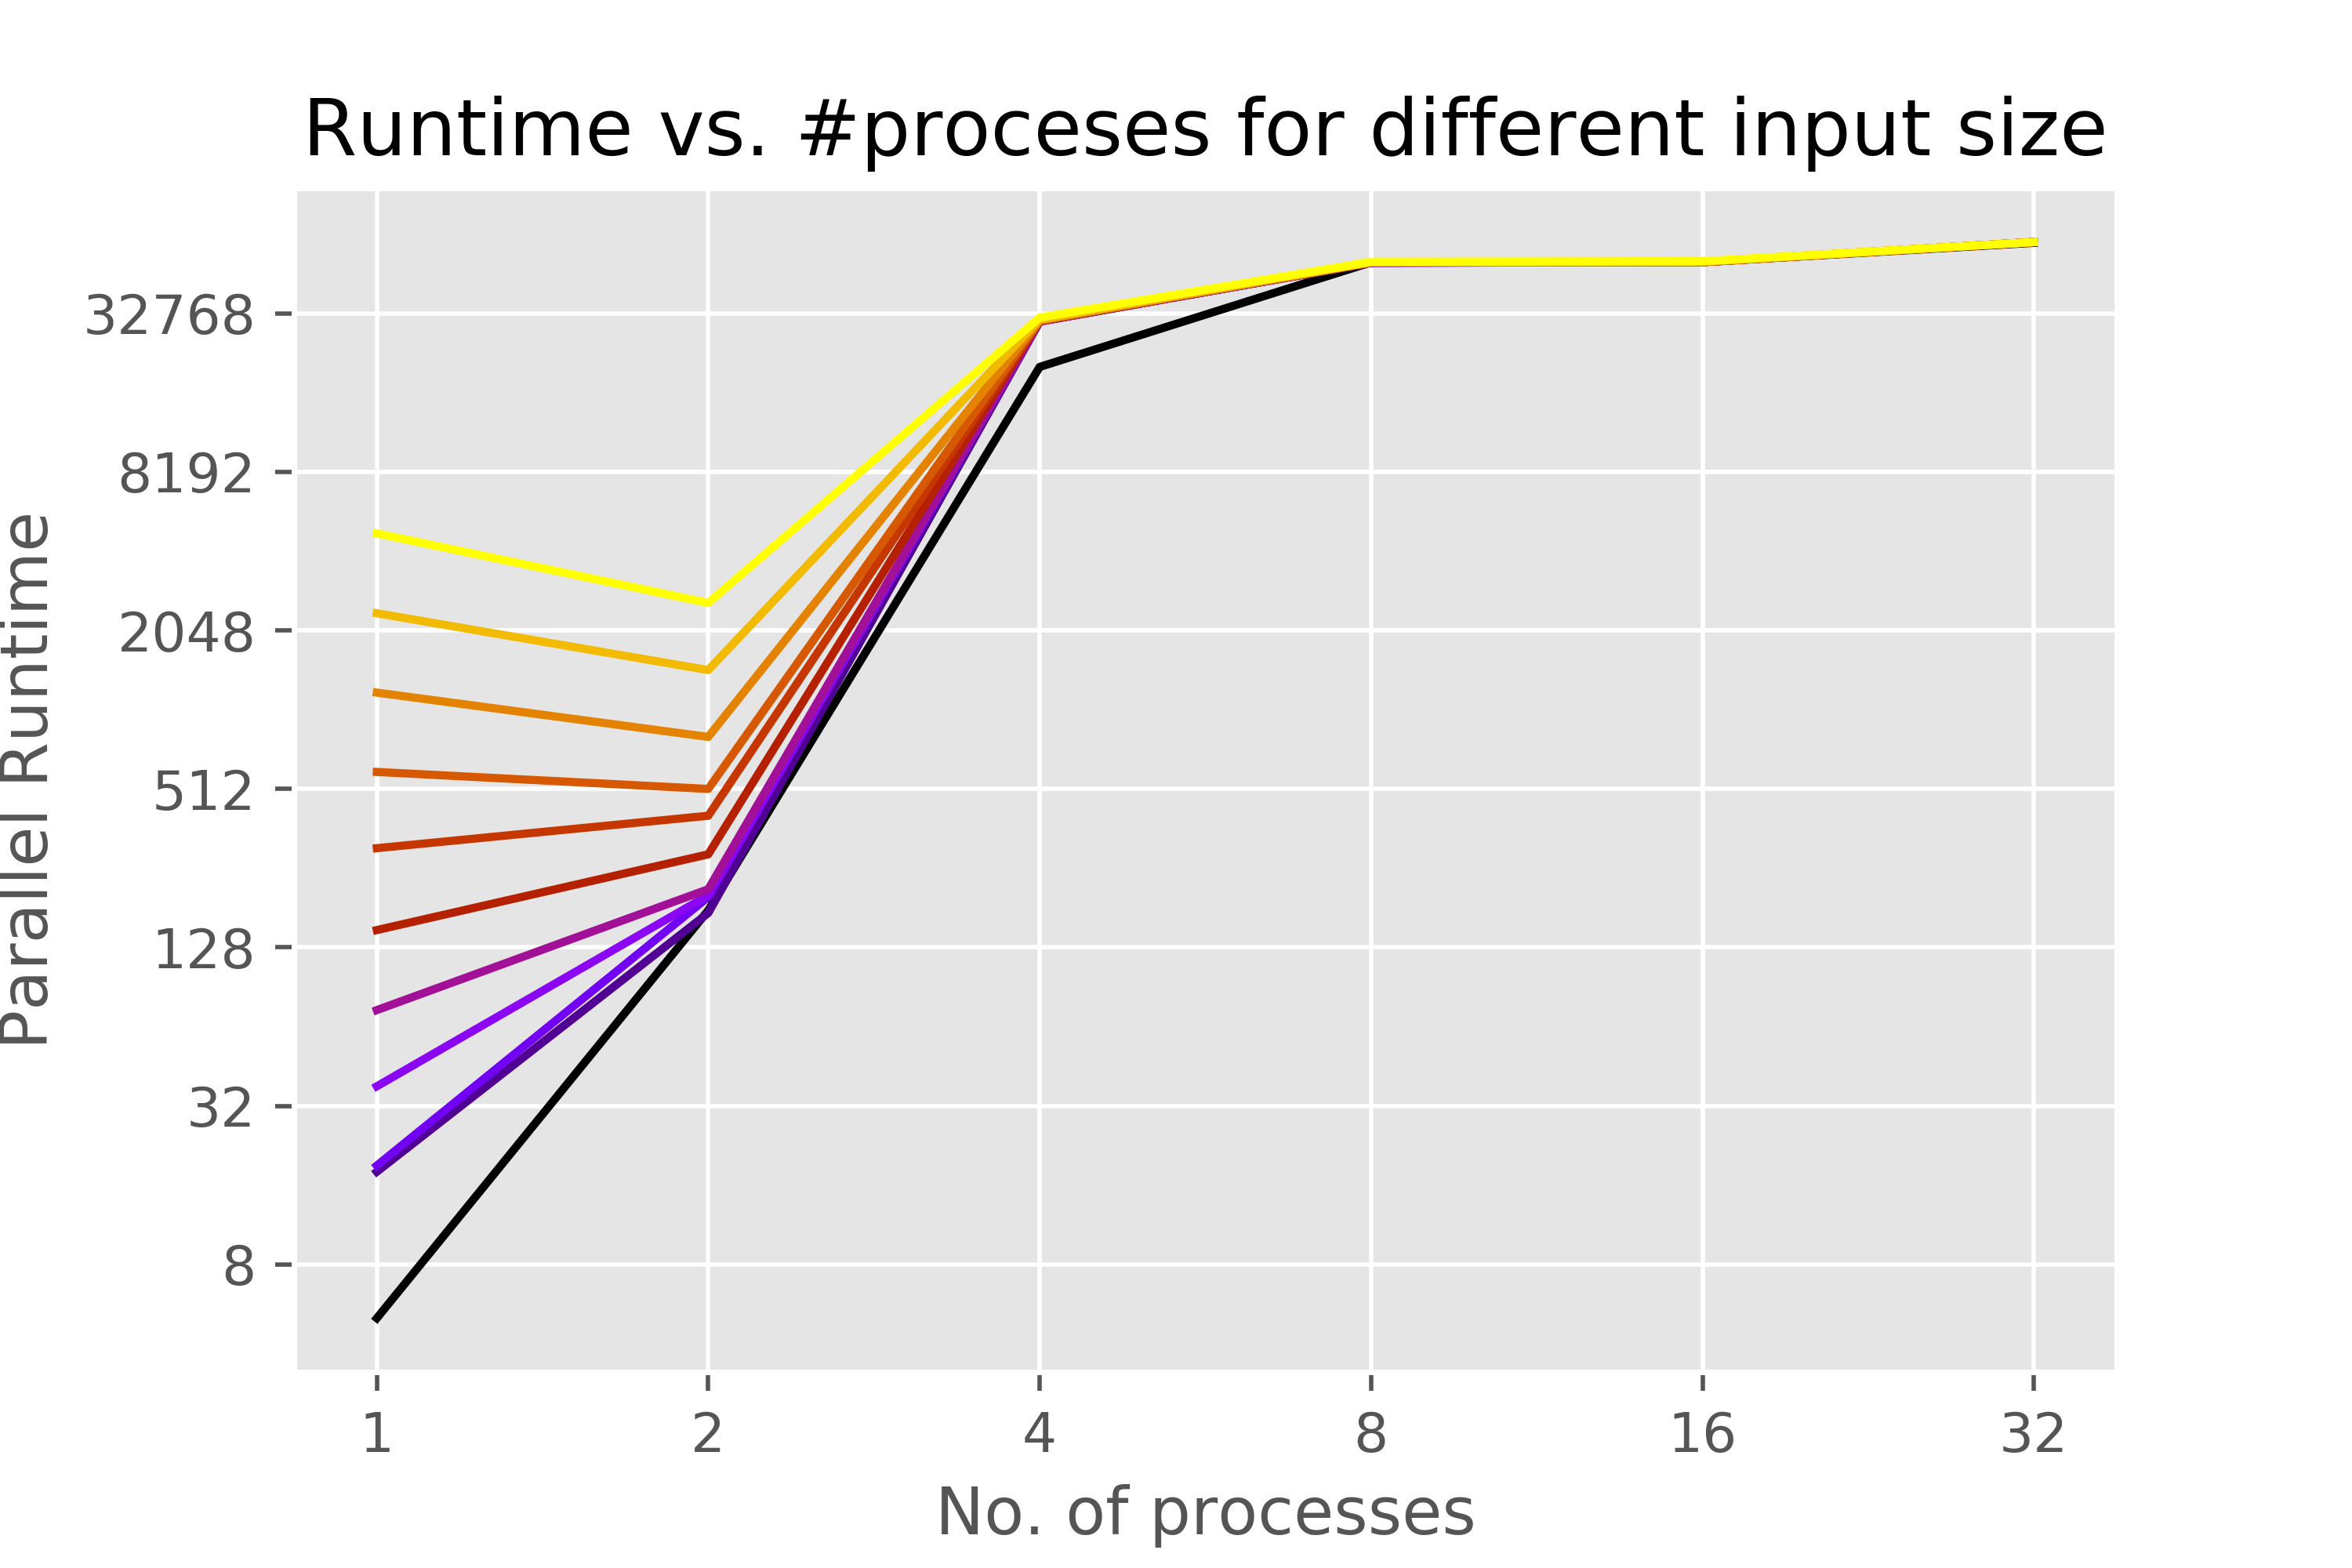 Runtime vs. #proceses for different input size
Parallel Runtime
32768
8192
2048
512
128
32
8
1 2 4 8 16 32
No. of processes